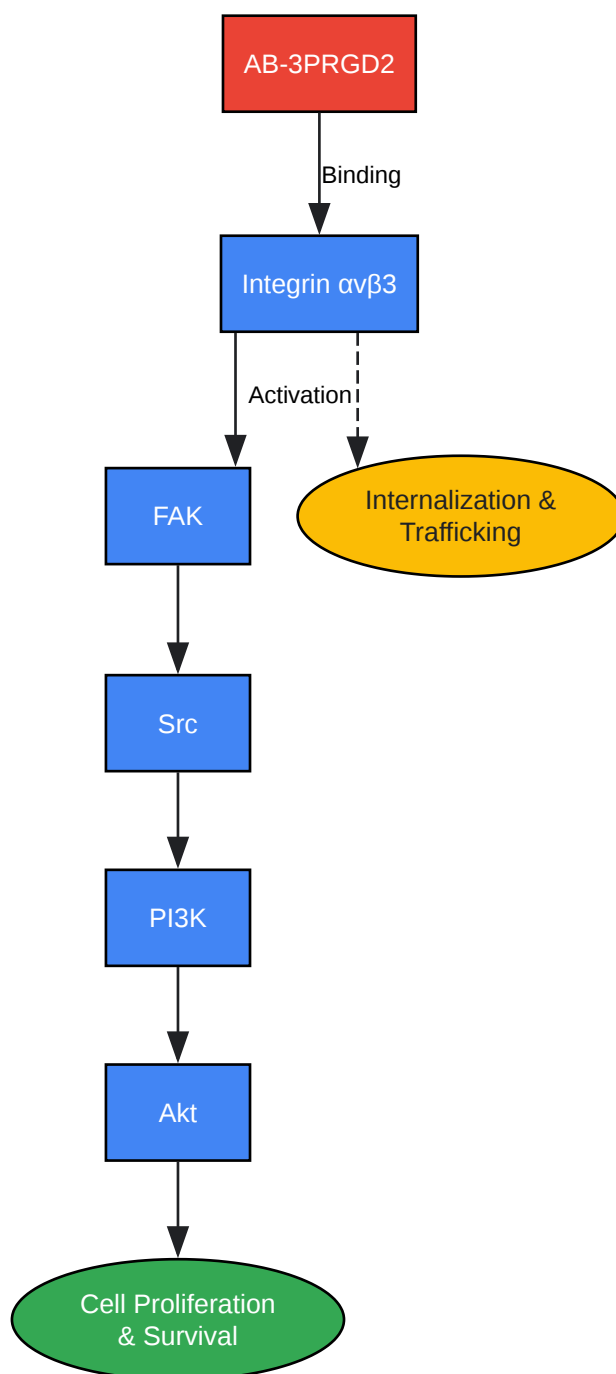 AB-3PRGD2
Binding
Integrin αvβ3
Activation
FAK
Internalization &
Trafficking
Src
PI3K
Akt
Cell Proliferation
& Survival